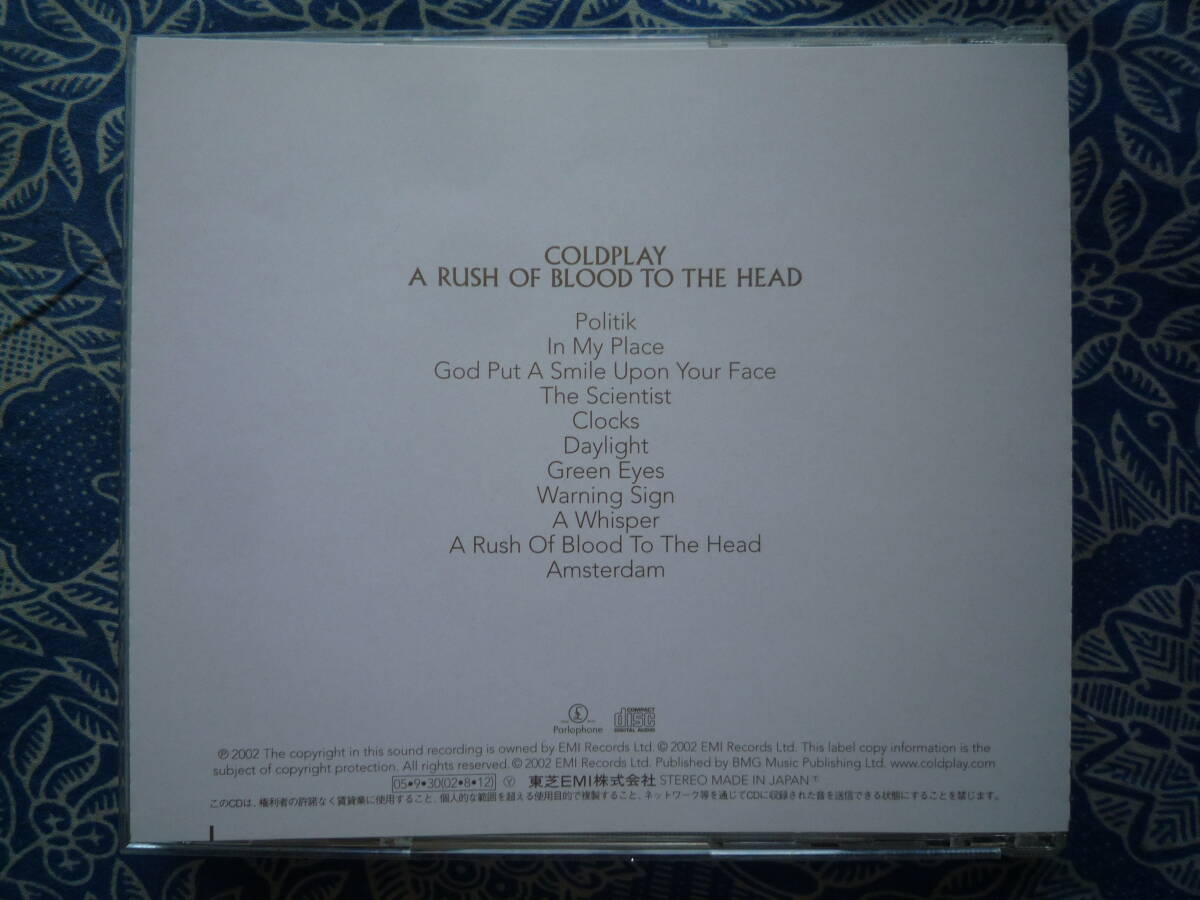 COLDPLAY
A RUSH OF BLOOD TO THE HEAD
Politik
In My Place
God Put A Smile Upon Your Face
The Scientist
Clocks
Daylight
Green Eyes
Warning Sign
A Whisper
A Rush Of Blood To The Head
Amsterdam
Parlophone
COMPACT
disc
DIGITAL AUDIO
℗ 2002 The copyright in this sound recording is owned by EMI Records Ltd. © 2002 EMI Records Ltd. This label copy information is the
subject of copyright protection. All rights reserved. © 2002 EMI Records Ltd. Published by BMG Music Publishing Ltd. www.coldplay.com
05•9•30(02•8•12) Ⓨ 東芝EMI株式会社 STEREO MADE IN JAPAN
このCDは、権利者の許諾なく賃貸業に使用すること、個人的な範囲を超える使用目的で複製すること、ネットワーク等を通じてCDに収録された音を送信できる状態にすることを禁じます。